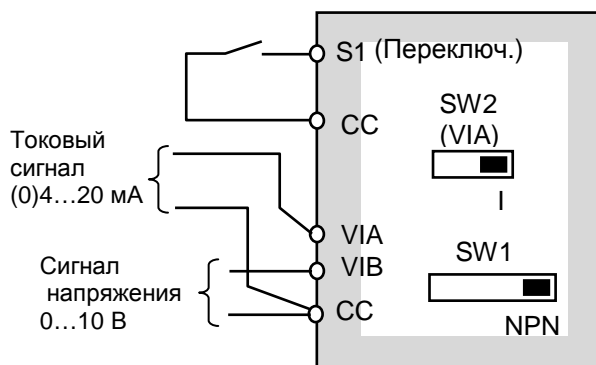 S1 (Переключ.)
SW2
(VIA)
CC
I
Токовый
сигнал
(0)4…20 мА
VIA
VIB
CC
SW1
NPN
Сигнал
напряжения
0…10 В